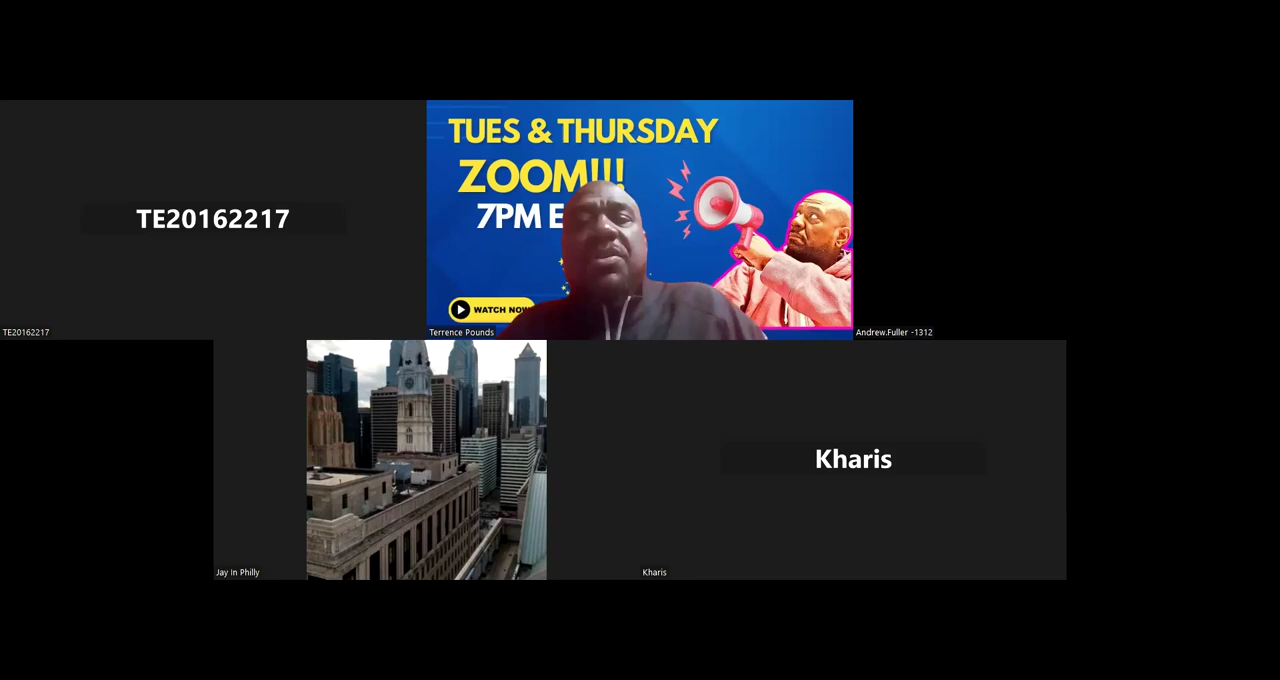 TUES & THURSDAY
ZOOM!!!
7PM E
WATCH NOW
TE20162217
TE20162217
Terrence Pounds
Andrew.Fuller -1312
Kharis
Jay In Philly
Kharis